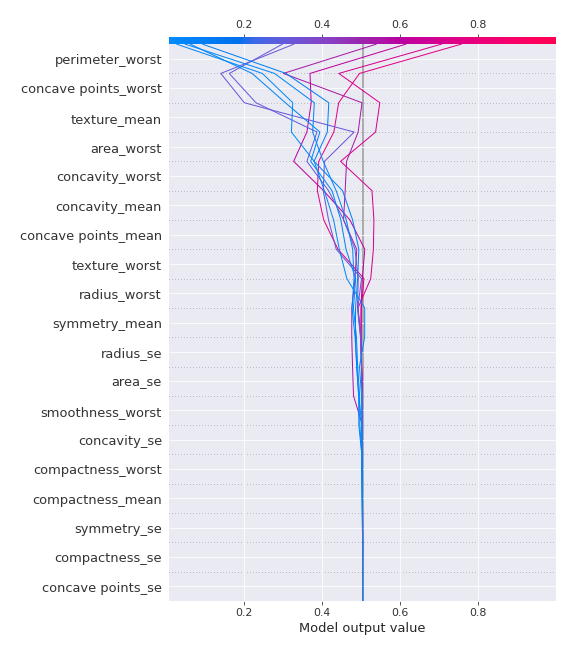 0.2 0.4 0.6 0.8
perimeter_worst
concave points_worst
texture_mean
area_worst
concavity_worst
concavity_mean
concave points_mean
texture_worst
radius_worst
symmetry_mean
radius_se
area_se
smoothness_worst
concavity_se
compactness_worst
compactness_mean
symmetry_se
compactness_se
concave points_se
0.2 0.4 0.6 0.8
Model output value